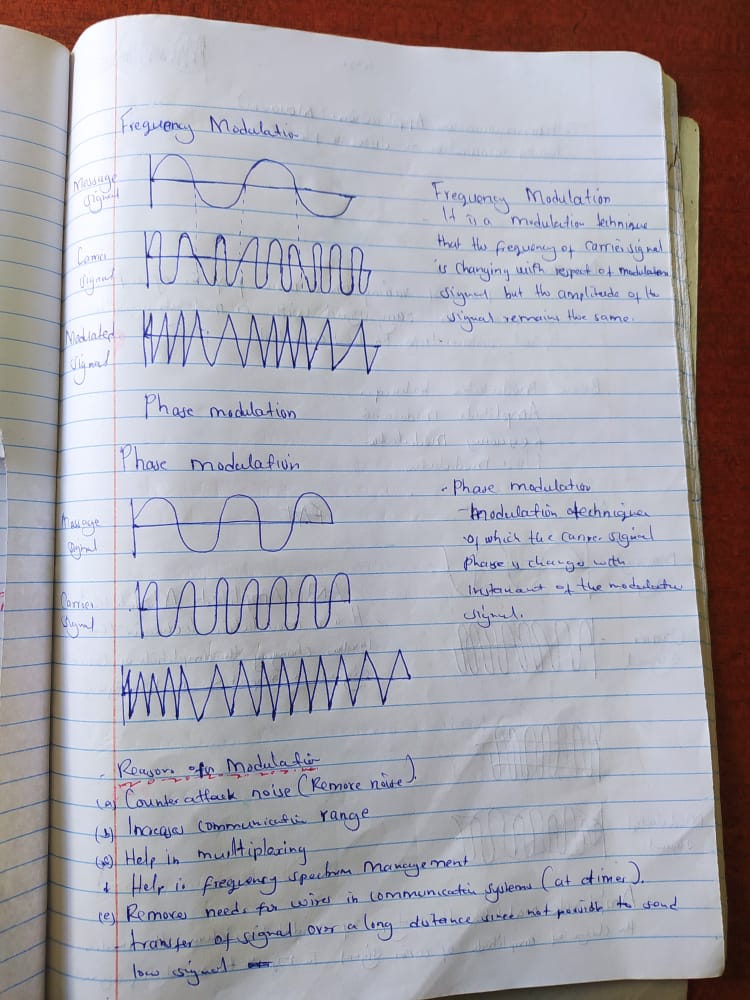 Frequency Modulation
Message
signal
Carrier
signal
Modulated
signal
Frequency Modulation
- It is a modulation technique
that the frequency of carrier signal
is changing with respect of modulation
signal, but the amplitude of the
signal remains the same.
Phase modulation
Phase modulation
Message
signal
Carrier
signal
- Phase modulation
- Modulation technique
of which the carrier signal
phase is change with
instanant of the modulator
signal.
- Reasons for Modulation
(a) Counter attack noise (Remove noise).
(b) Increases communication range
(c) Help in multiplexing
d Help in frequency spectrum management
(e) Removes needs for wires in communication systems (at times).
- transfer of signal over a long distance since not possible to send
low signal